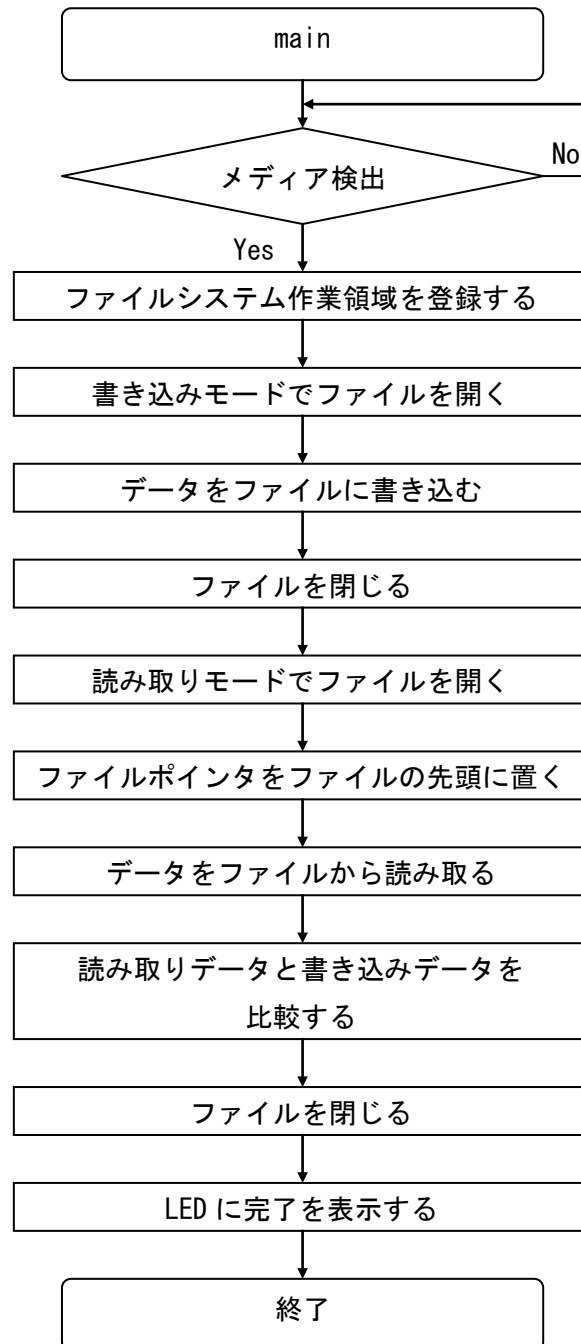 main
メディア検出
No
Yes
ファイルシステム作業領域を登録する
書き込みモードでファイルを開く
データをファイルに書き込む
ファイルを閉じる
読み取りモードでファイルを開く
ファイルポインタをファイルの先頭に置く
データをファイルから読み取る
読み取りデータと書き込みデータを
比較する
ファイルを閉じる
LED に完了を表示する
終了